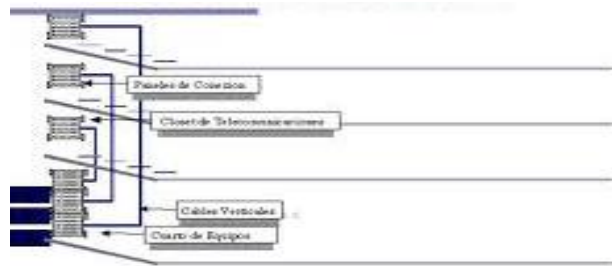 Paneles de Conexion
Closet de Telecomunicaciones
Cables Verticales
Cuarto de Equipos